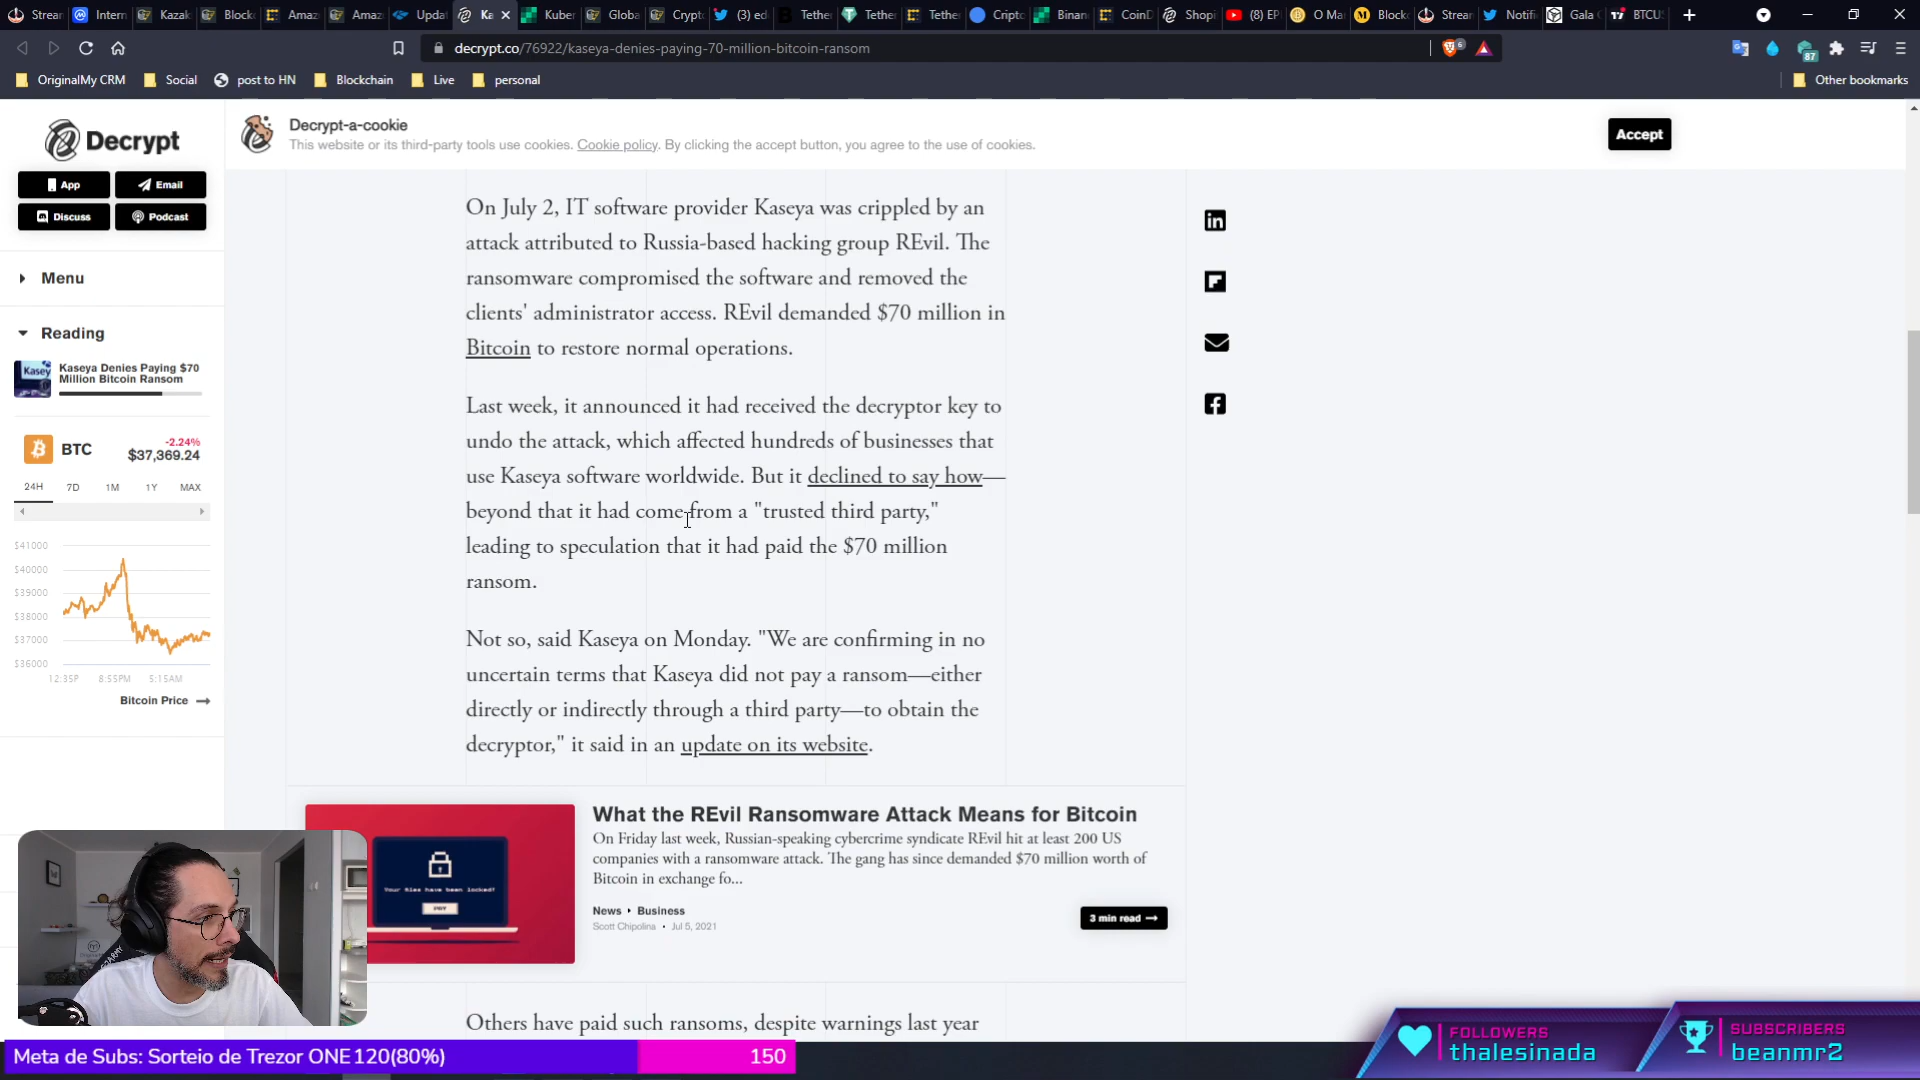 Strear
Intern
Kazak
Blocke
Amaz
Amaz
Updat
Ka
Kuber
Globa
Crypto
(3) ed
Tethe
Tether
Tether
Cripto
Binan
CoinD
Shopi
(8) EP
O Ma
Blocke
Stream
Notifi
Gala
BTCUS
decrypt.co/76922/kaseya-denies-paying-70-million-bitcoin-ransom
6
87
OriginalMy CRM
Social
post to HN
Blockchain
Live
personal
Other bookmarks
Decrypt
App
Email
Discuss
Podcast
Menu
Reading
Kasey
Kaseya Denies Paying $70
Million Bitcoin Ransom
BTC
-2.24%
$37,369.24
24H 7D 1M 1Y MAX
$41000
$40000
$39000
$38000
$37000
$36000
12:35P 8:55PM 5:15AM
Bitcoin Price
Decrypt-a-cookie
This website or its third-party tools use cookies. Cookie policy. By clicking the accept button, you agree to the use of cookies.
Accept
On July 2, IT software provider Kaseya was crippled by an
attack attributed to Russia-based hacking group REvil. The
ransomware compromised the software and removed the
clients' administrator access. REvil demanded $70 million in
Bitcoin to restore normal operations.
Last week, it announced it had received the decryptor key to
undo the attack, which affected hundreds of businesses that
use Kaseya software worldwide. But it declined to say how—
beyond that it had come from a "trusted third party,"
leading to speculation that it had paid the $70 million
ransom.
Not so, said Kaseya on Monday. "We are confirming in no
uncertain terms that Kaseya did not pay a ransom—either
directly or indirectly through a third party—to obtain the
decryptor," it said in an update on its website.
Your files have been locked!
PAY
What the REvil Ransomware Attack Means for Bitcoin
On Friday last week, Russian-speaking cybercrime syndicate REvil hit at least 200 US
companies with a ransomware attack. The gang has since demanded $70 million worth of
Bitcoin in exchange fo...
News Business
Scott Chipolina • Jul 5, 2021
3 min read
Others have paid such ransoms, despite warnings last year
Meta de Subs: Sorteio de Trezor ONE 120(80%)
150
FOLLOWERS
thalesinada
SUBSCRIBERS
beanmr2